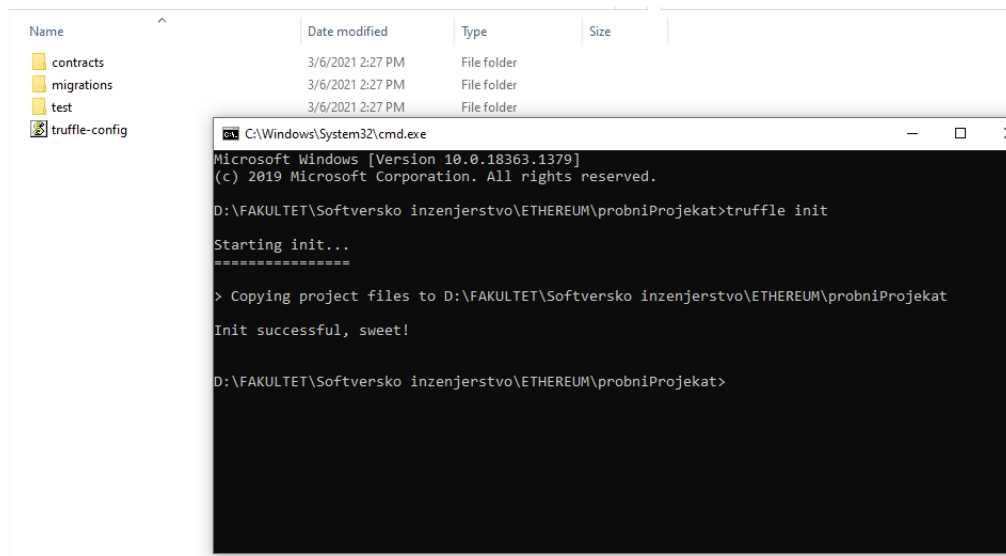 Name Date modified Type Size
contracts 3/6/2021 2:27 PM File folder
migrations 3/6/2021 2:27 PM File folder
test 3/6/2021 2:27 PM File folder
truffle-config
C:\Windows\System32\cmd.exe
Microsoft Windows [Version 10.0.18363.1379]
(c) 2019 Microsoft Corporation. All rights reserved.
D:\FAKULTET\Softversko inzenjerstvo\ETHEREUM\probniProjekat>truffle init
Starting init...
================
> Copying project files to D:\FAKULTET\Softversko inzenjerstvo\ETHEREUM\probniProjekat
Init successful, sweet!
D:\FAKULTET\Softversko inzenjerstvo\ETHEREUM\probniProjekat>